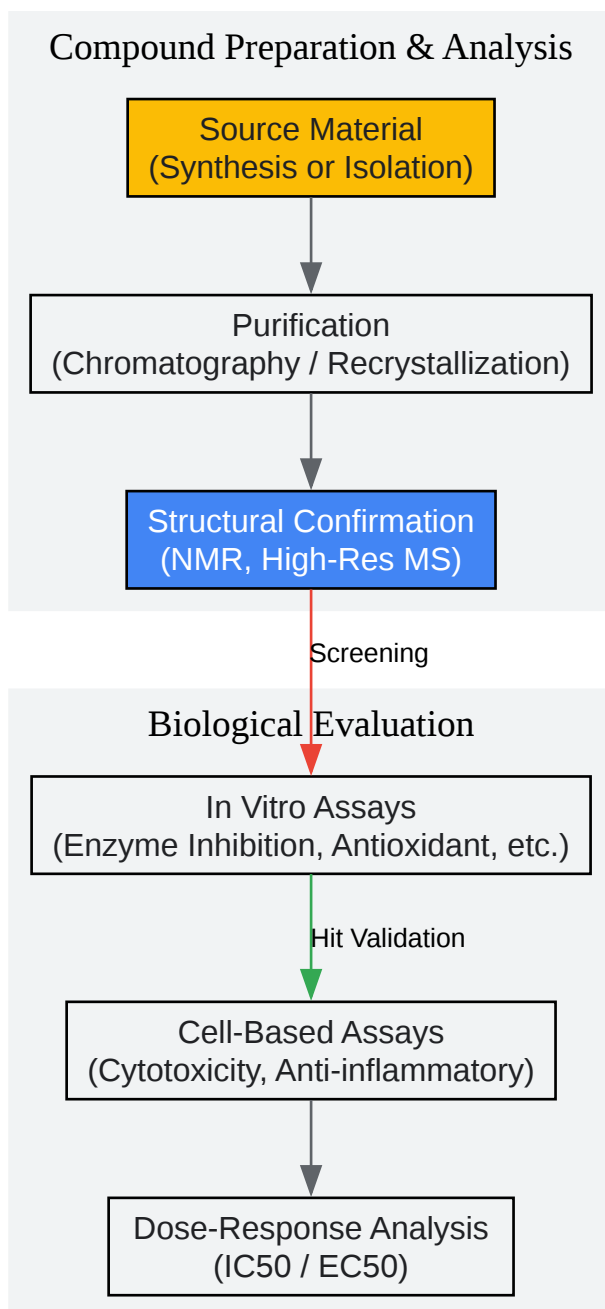 Compound Preparation & Analysis
Source Material
(Synthesis or Isolation)
Purification
(Chromatography / Recrystallization)
Structural Confirmation
(NMR, High-Res MS)
Screening
Biological Evaluation
In Vitro Assays
(Enzyme Inhibition, Antioxidant, etc.)
Hit Validation
Cell-Based Assays
(Cytotoxicity, Anti-inflammatory)
Dose-Response Analysis
(IC50 / EC50)